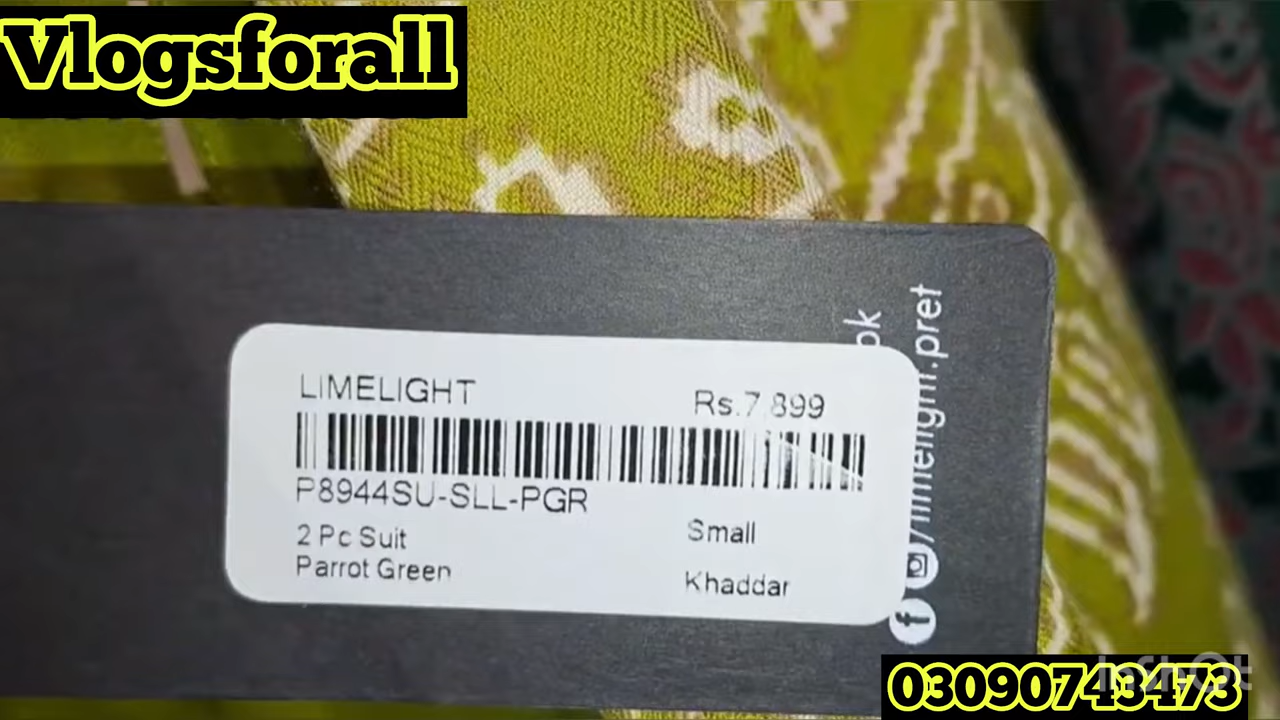 Vlogsforall
LIMELIGHT
Rs.7,899
P8944SU-SLL-PGR
2 Pc Suit
Small
Parrot Green
Khaddar
pk
/limelight.pret
03090743473